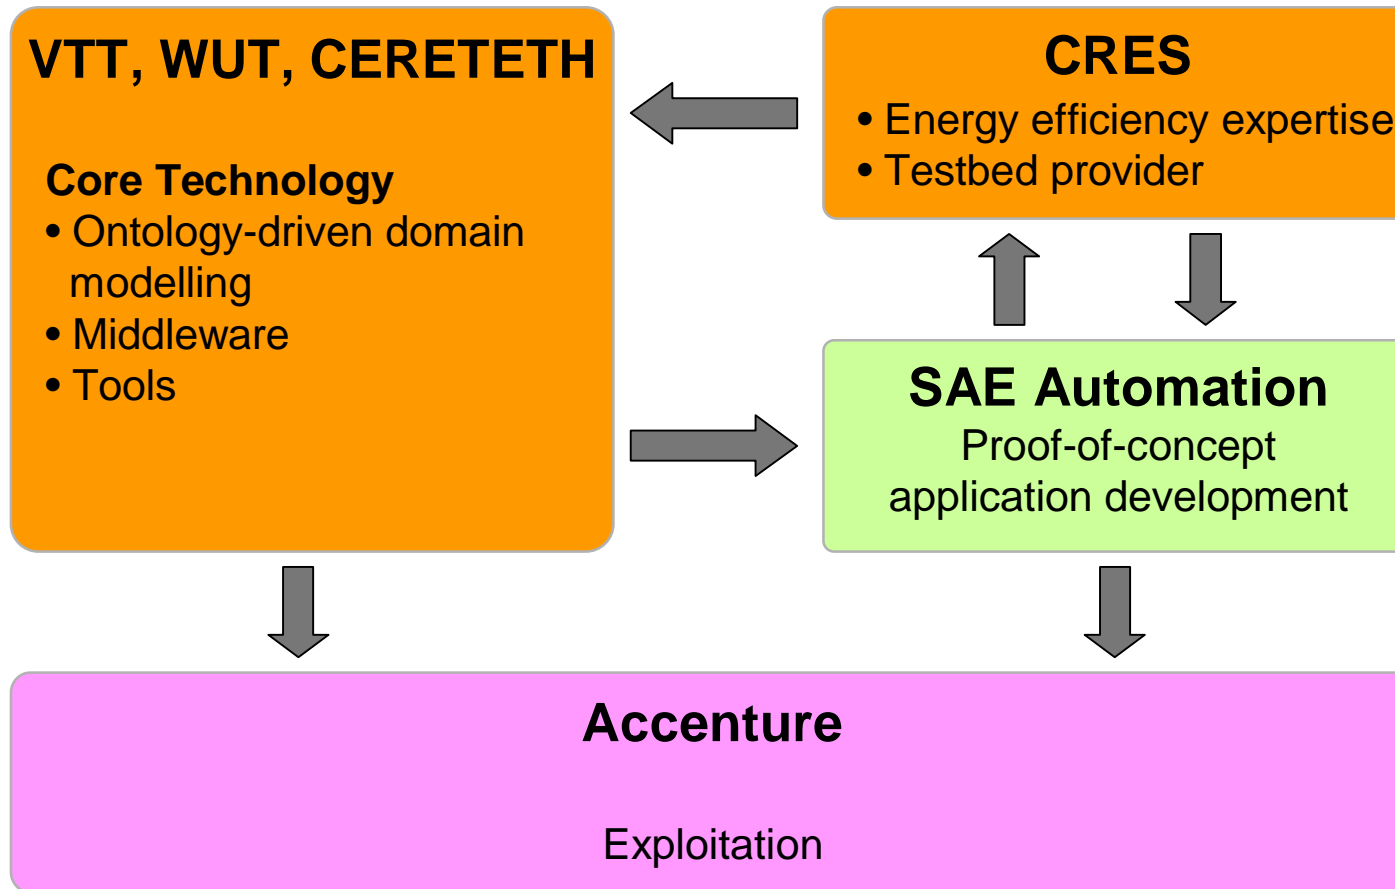 VTT, WUT, CERETETH
Core Technology
• Ontology-driven domain
modelling
• Middleware
• Tools
CRES
• Energy efficiency expertise
• Testbed provider
SAE Automation
Proof-of-concept
application development
Accenture
Exploitation